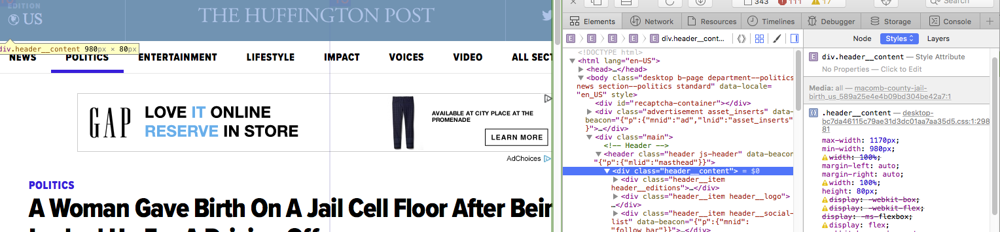 EDITION
US
THE HUFFINGTON POST
div.header__content 980px × 80px
NEWS POLITICS ENTERTAINMENT LIFESTYLE IMPACT VOICES VIDEO ALL SECT
GAP
LOVE IT ONLINE
RESERVE IN STORE
AVAILABLE AT CITY PLACE AT THE
PROMENADE
LEARN MORE
AdChoices
POLITICS
A Woman Gave Birth On A Jail Cell Floor After Bein
343 111 17 Search
Elements Network Resources Timelines Debugger Storage Console
E E E E E div.header__cont...
<!DOCTYPE html>
<html lang="en-US">
<head>…</head>
<body class="desktop b-page department--politics
news section--politics standard" data-locale=
"en_US" style>
<div id="recaptcha-container"></div>
<div class="advertisement asset_inserts" data-
beacon="{"p":{"mnid":"ad","lnid":"asset_inserts"
}">…</div>
<div class="main">
<!-- Header -->
<header class="header js-header" data-beacon=
"{"p":{"mlid":"masthead"}}">
<div class="header__content"> = $0
<div class="header__item
header__editions">…</div>
<div class="header__item header__logo">
…</div>
<div class="header__item header__social-
list" data-beacon="{"p":{"mnid":
"follow_bar"}}">…</div>
Node Styles Layers
E div.header__content — Style Attribute
No Properties — Click to Edit
Media: all — macomb-county-jail-
birth_us_589a25e4e4b09bd304be42a7:1
.header__content — desktop-
bc7da46115c79ae31d3dc01aa7aa35d5.css:1:298
81
max-width: 1170px;
min-width: 980px;
width: 100%;
margin-left: auto;
margin-right: auto;
width: 100%;
height: 80px;
display: -webkit-box;
display: -webkit-flex;
display: -ms-flexbox;
display: flex;